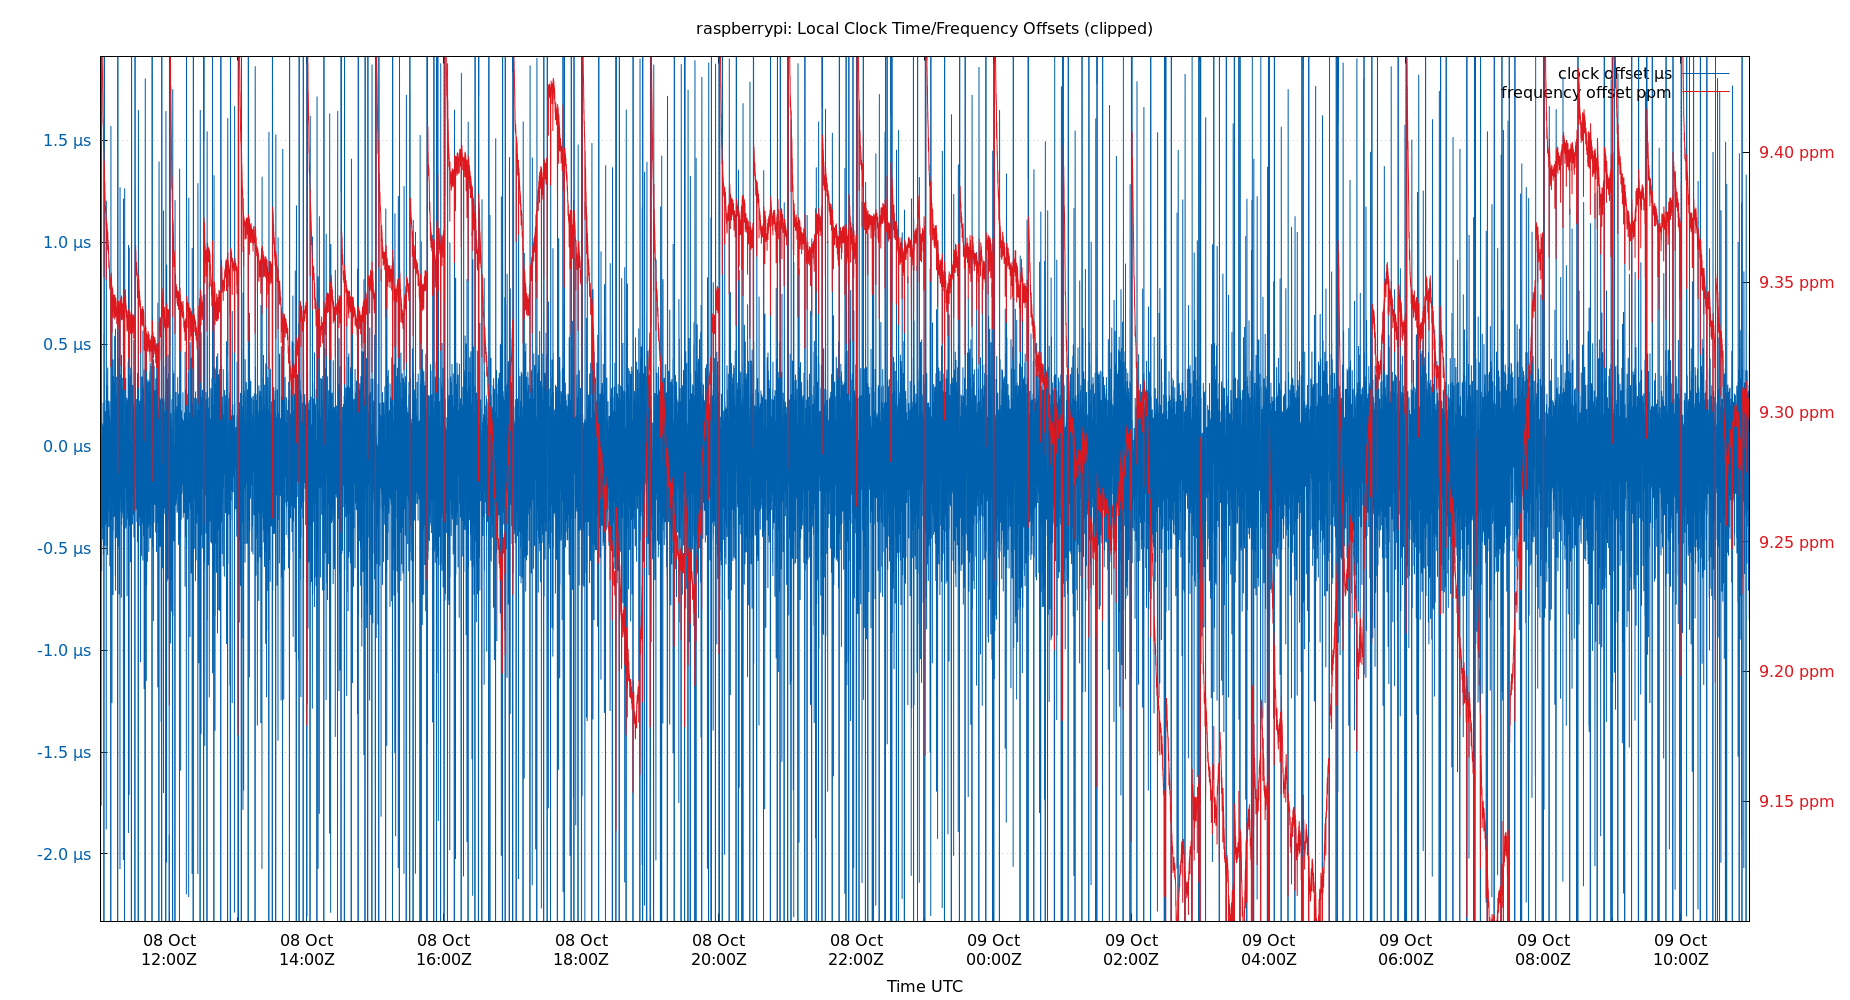 raspberrypi: Local Clock Time/Frequency Offsets (clipped)
clock offset µs
frequency offset ppm
1.5 µs
1.0 µs
0.5 µs
0.0 µs
-0.5 µs
-1.0 µs
-1.5 µs
-2.0 µs
9.40 ppm
9.35 ppm
9.30 ppm
9.25 ppm
9.20 ppm
9.15 ppm
08 Oct
12:00Z
08 Oct
14:00Z
08 Oct
16:00Z
08 Oct
18:00Z
08 Oct
20:00Z
08 Oct
22:00Z
09 Oct
00:00Z
09 Oct
02:00Z
09 Oct
04:00Z
09 Oct
06:00Z
09 Oct
08:00Z
09 Oct
10:00Z
Time UTC